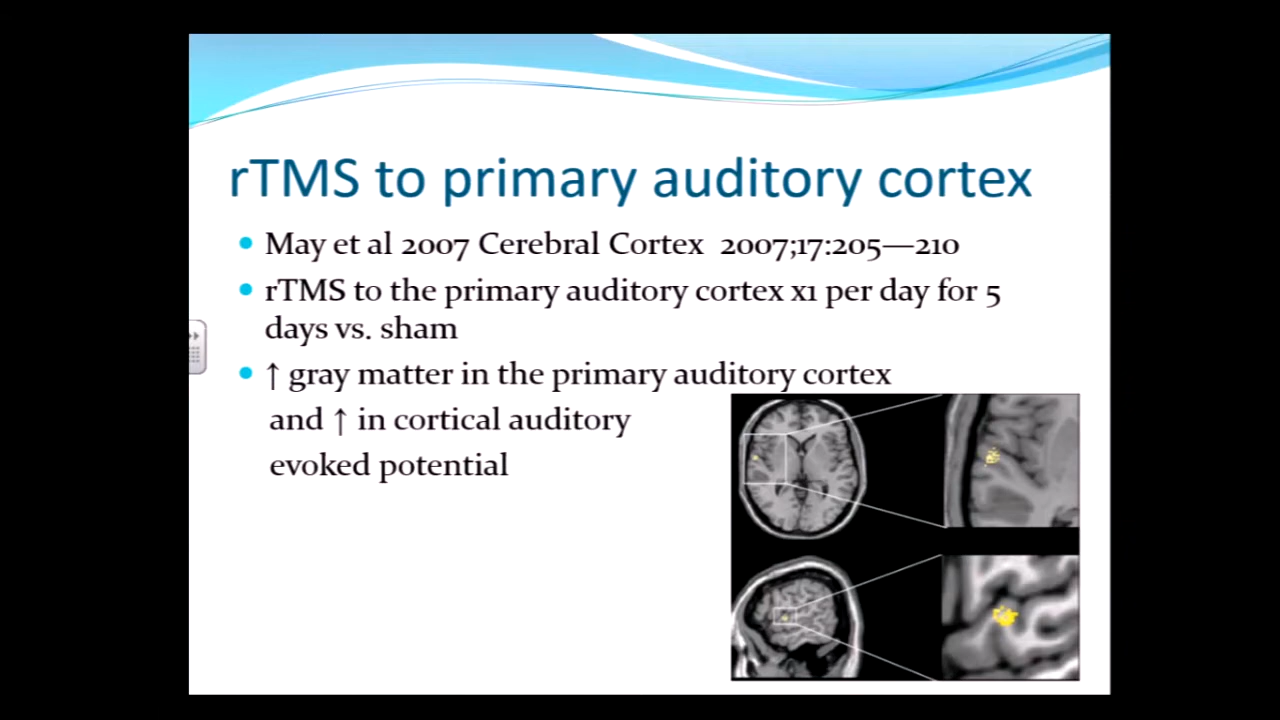 rTMS to primary auditory cortex
May et al 2007 Cerebral Cortex 2007;17:205—210
rTMS to the primary auditory cortex x1 per day for 5
days vs. sham
↑ gray matter in the primary auditory cortex
and ↑ in cortical auditory
evoked potential